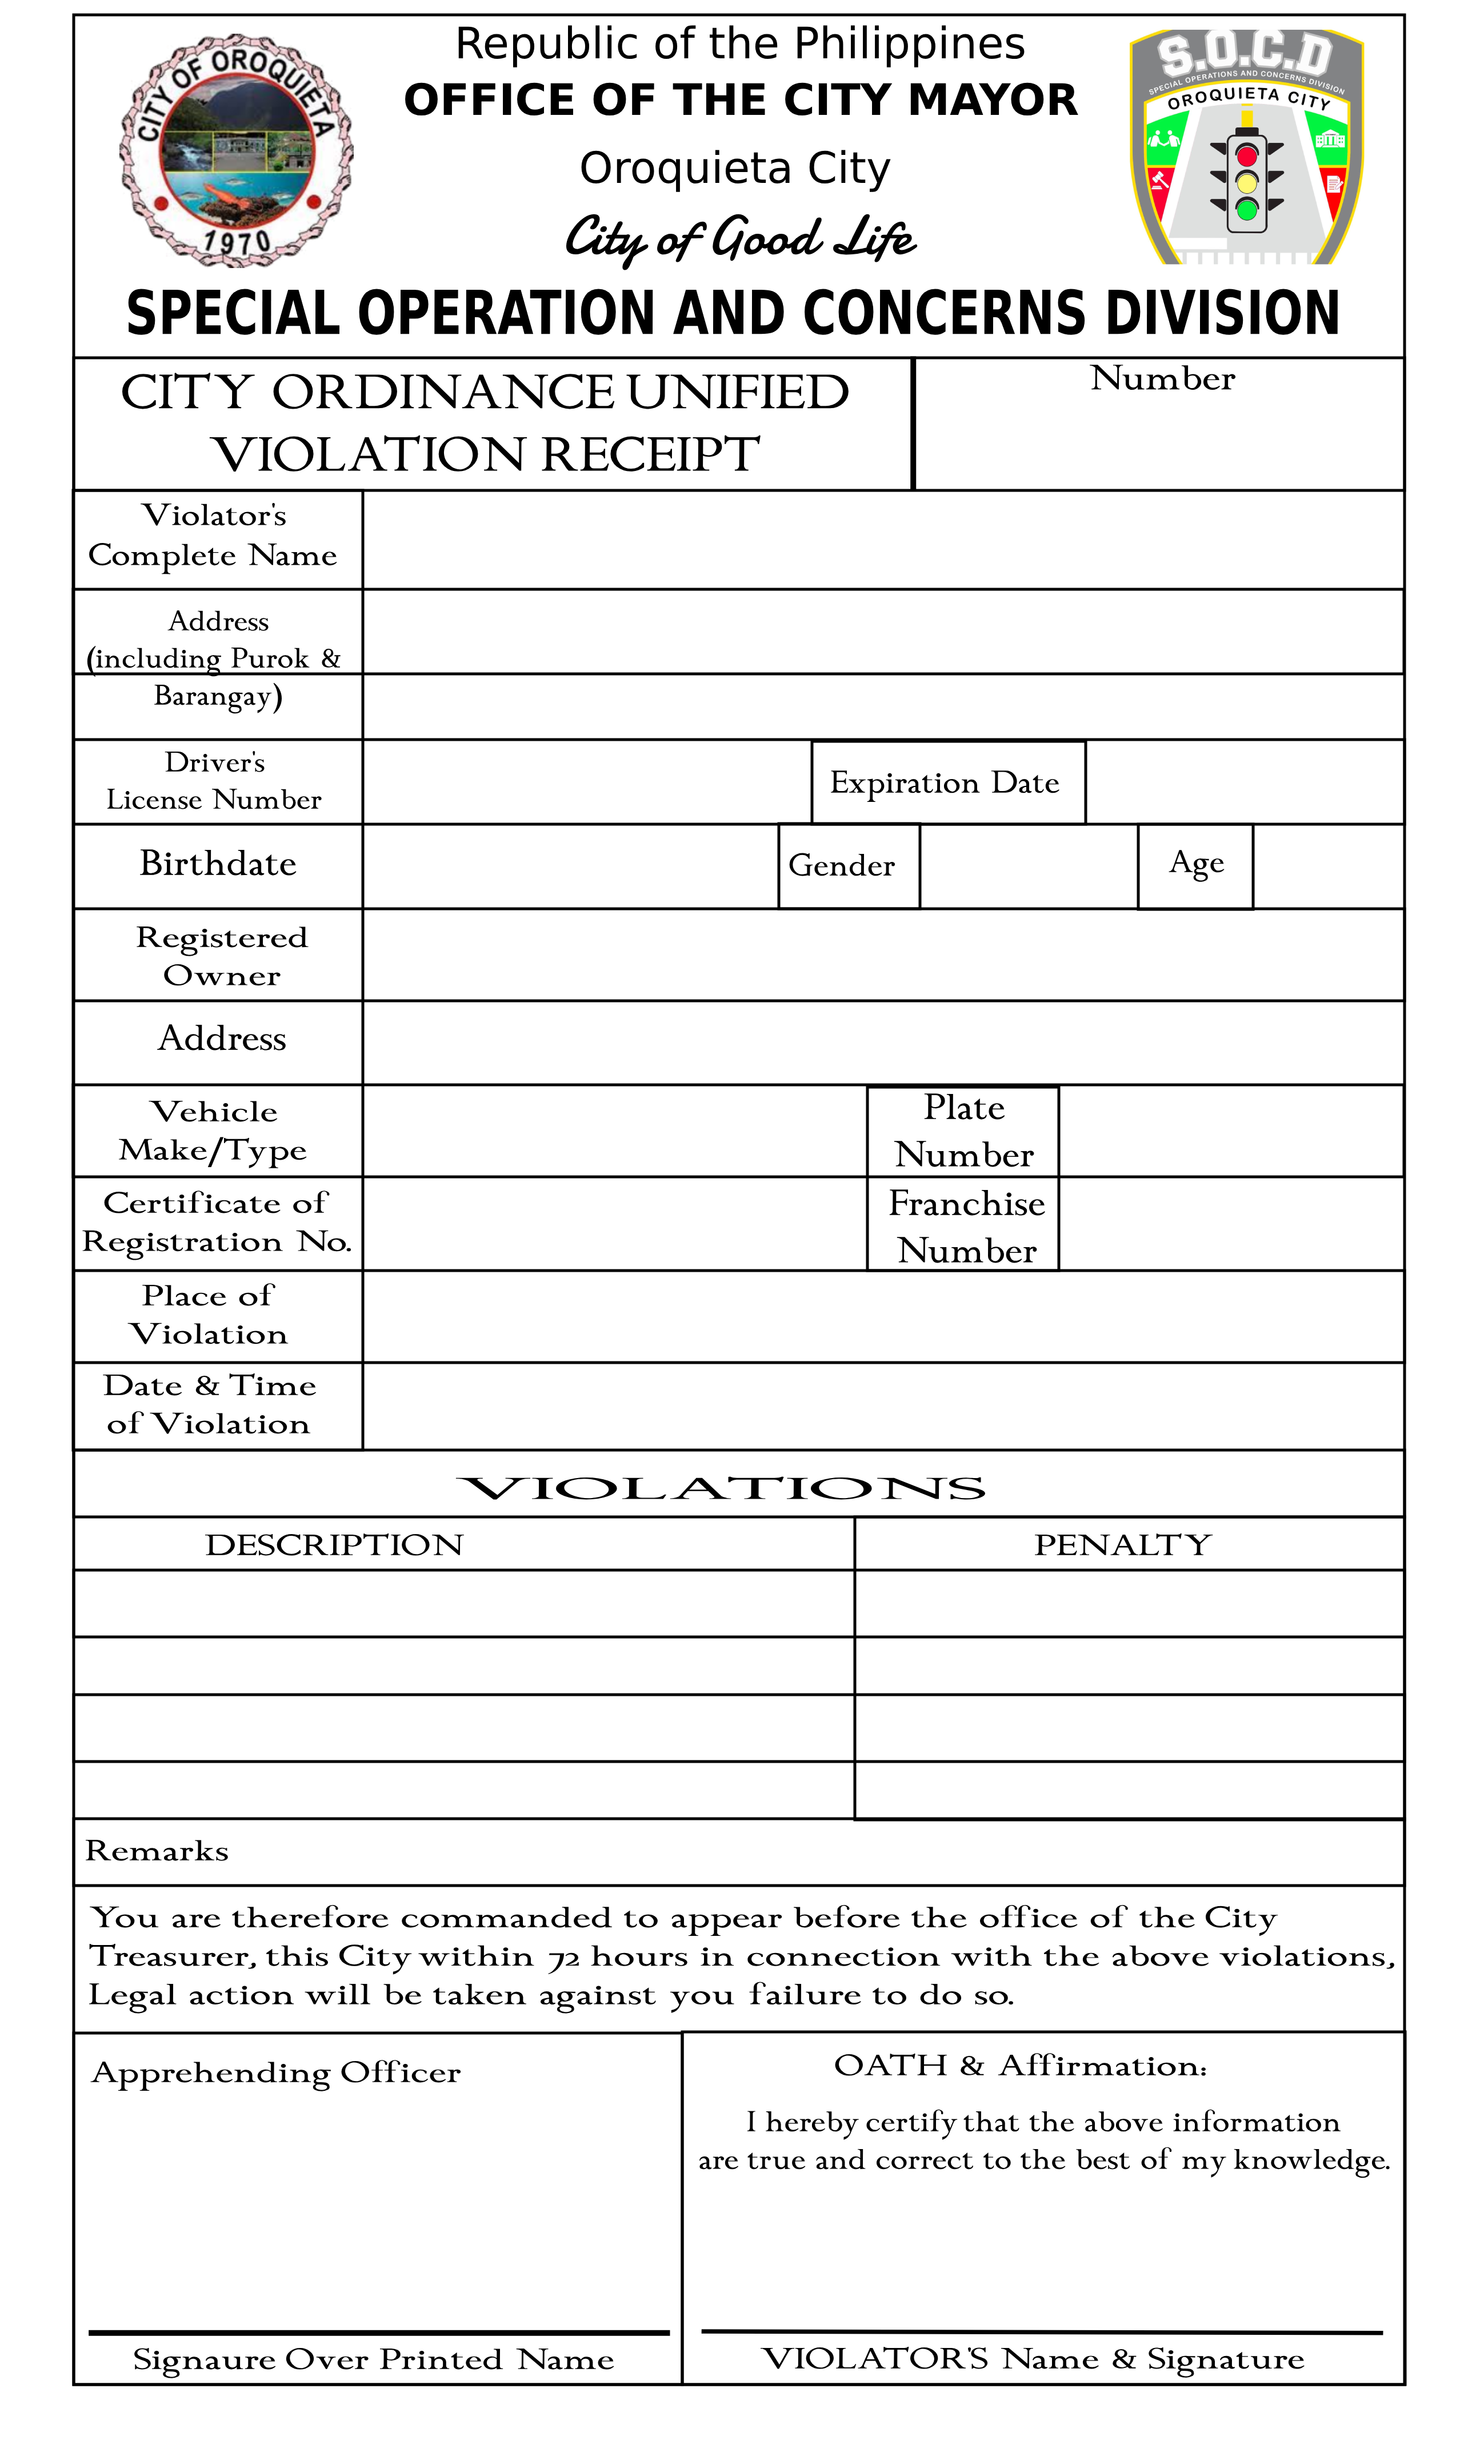 CITY OF OROQUIETA
1970
Republic of the Philippines
OFFICE OF THE CITY MAYOR
Oroquieta City
City of Good Life
S.O.C.D
SPECIAL OPERATIONS AND CONCERNS DIVISION
OROQUIETA CITY
SPECIAL OPERATION AND CONCERNS DIVISION
CITY ORDINANCE UNIFIED
VIOLATION RECEIPT
Number
Violator's
Complete Name
Address
(including Purok &
Barangay)
Driver's
License Number
Expiration Date
Birthdate
Gender
Age
Registered
Owner
Address
Vehicle
Make/Type
Plate
Number
Certificate of
Registration No.
Franchise
Number
Place of
Violation
Date & Time
of Violation
VIOLATIONS
DESCRIPTION
PENALTY
Remarks
You are therefore commanded to appear before the office of the City
Treasurer, this City within 72 hours in connection with the above violations,
Legal action will be taken against you failure to do so.
Apprehending Officer
Signaure Over Printed Name
OATH & Affirmation:
I hereby certify that the above information
are true and correct to the best of my knowledge.
VIOLATOR'S Name & Signature